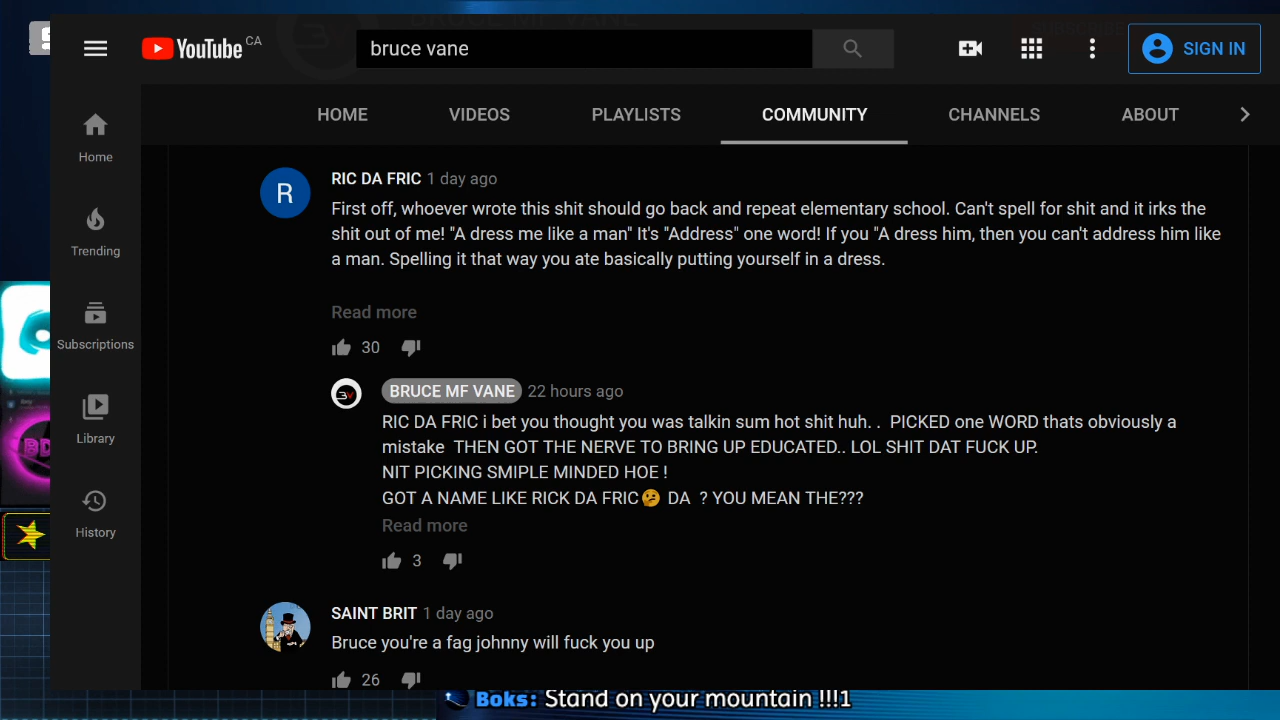 YouTube CA
bruce vane
SIGN IN
HOME VIDEOS PLAYLISTS COMMUNITY CHANNELS ABOUT
Home
Trending
Subscriptions
Library
History
R
RIC DA FRIC 1 day ago
First off, whoever wrote this shit should go back and repeat elementary school. Can't spell for shit and it irks the
shit out of me! "A dress me like a man" It's "Address" one word! If you "A dress him, then you can't address him like
a man. Spelling it that way you ate basically putting yourself in a dress.
Read more
30
BRUCE MF VANE 22 hours ago
RIC DA FRIC i bet you thought you was talkin sum hot shit huh. . PICKED one WORD thats obviously a
mistake THEN GOT THE NERVE TO BRING UP EDUCATED.. LOL SHIT DAT FUCK UP.
NIT PICKING SMIPLE MINDED HOE !
GOT A NAME LIKE RICK DA FRIC🤔 DA ? YOU MEAN THE???
Read more
3
SAINT BRIT 1 day ago
Bruce you're a fag johnny will fuck you up
26
Boks: Stand on your mountain !!!1